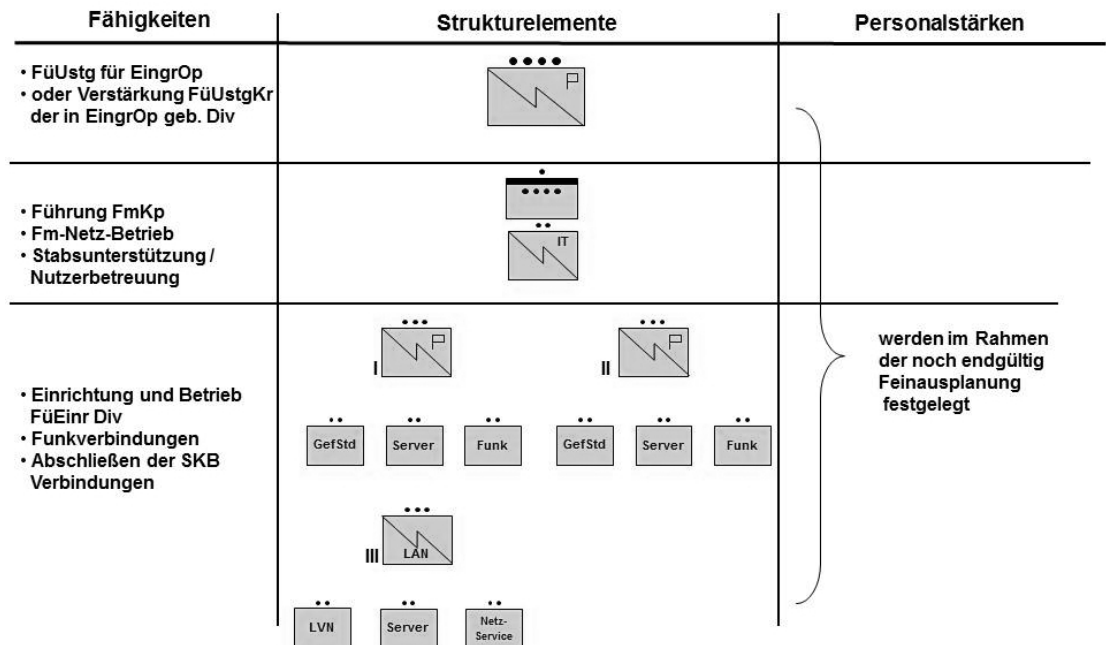 Fähigkeiten
Strukturelemente
Personalstärken
• FüUstg für EingrOp
• oder Verstärkung FüUstgKr
der in EingrOp geb. Div
• Führung FmKp
• Fm-Netz-Betrieb
• Stabsunterstützung /
Nutzerbetreuung
IT
• Einrichtung und Betrieb
FüEinr Div
• Funkverbindungen
• Abschließen der SKB
Verbindungen
I
II
GefStd
Server
Funk
GefStd
Server
Funk
III
LAN
LVN
Server
Netz-
Service
werden im Rahmen
der noch endgültig
Feinausplanung
festgelegt